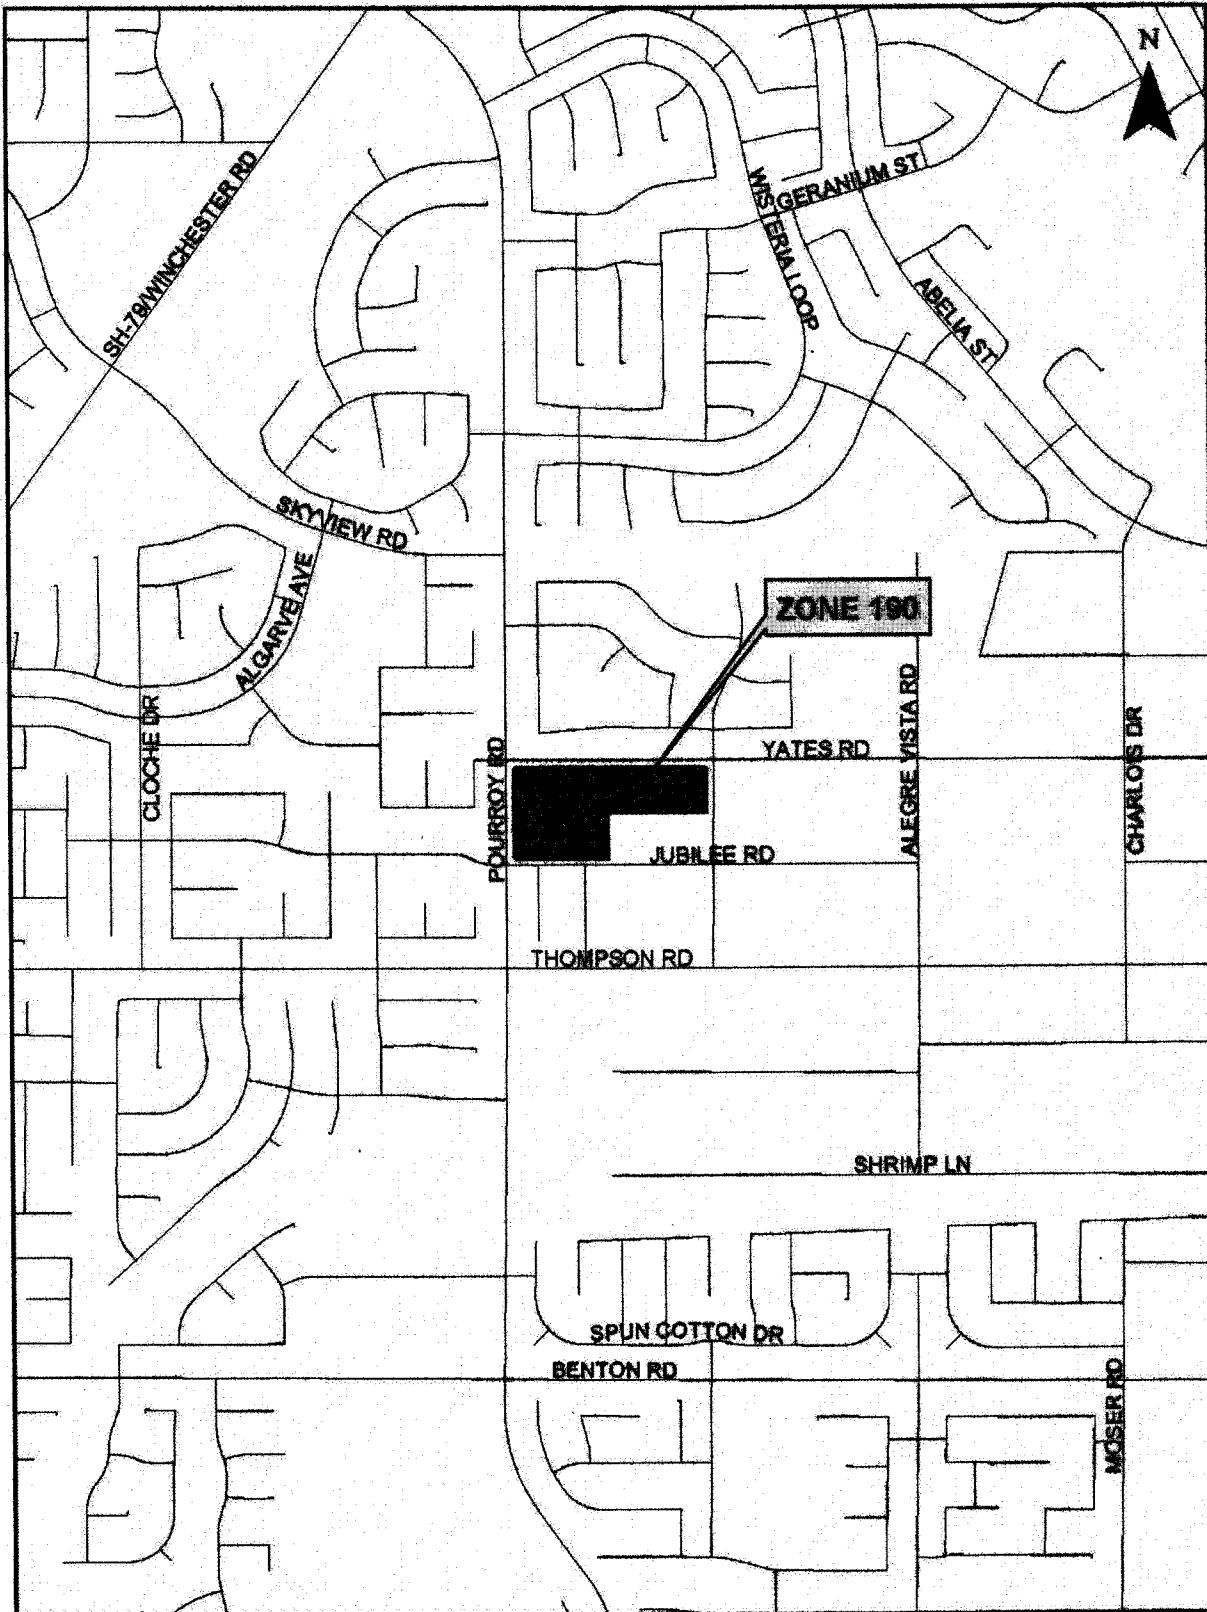 N
SH-79/WINCHESTER RD
WISTERIA LOOP
GERANIUM ST
ABELIA ST
SKYVIEW RD
ALGARVE AVE
ZONE 190
CLOCHE DR
POURROY RD
YATES RD
ALEGRE VISTA RD
CHARLOIS DR
JUBILEE RD
THOMPSON RD
SHRIMP LN
SPUN COTTON DR
BENTON RD
MOSER RD